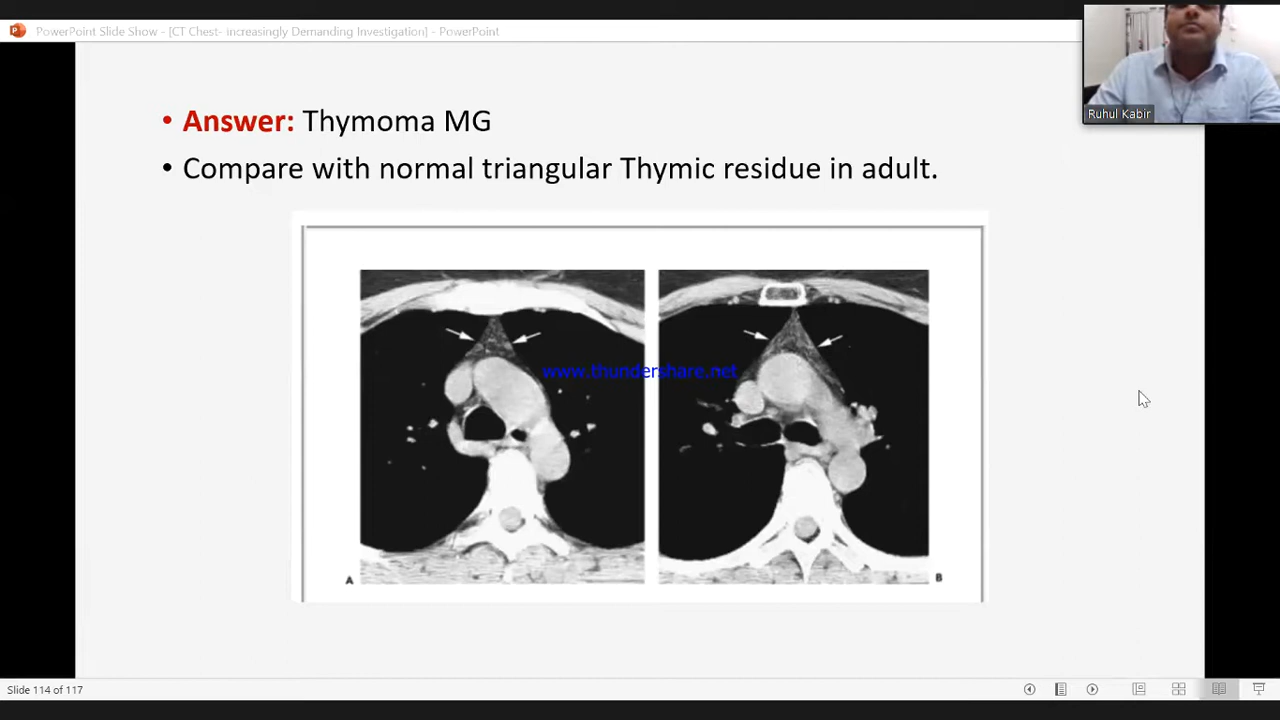 PowerPoint Slide Show - [CT Chest- increasingly Demanding Investigation] - PowerPoint
Ruhul Kabir
• Answer: Thymoma MG
• Compare with normal triangular Thymic residue in adult.
www.thundershare.net
A
B
Slide 114 of 117